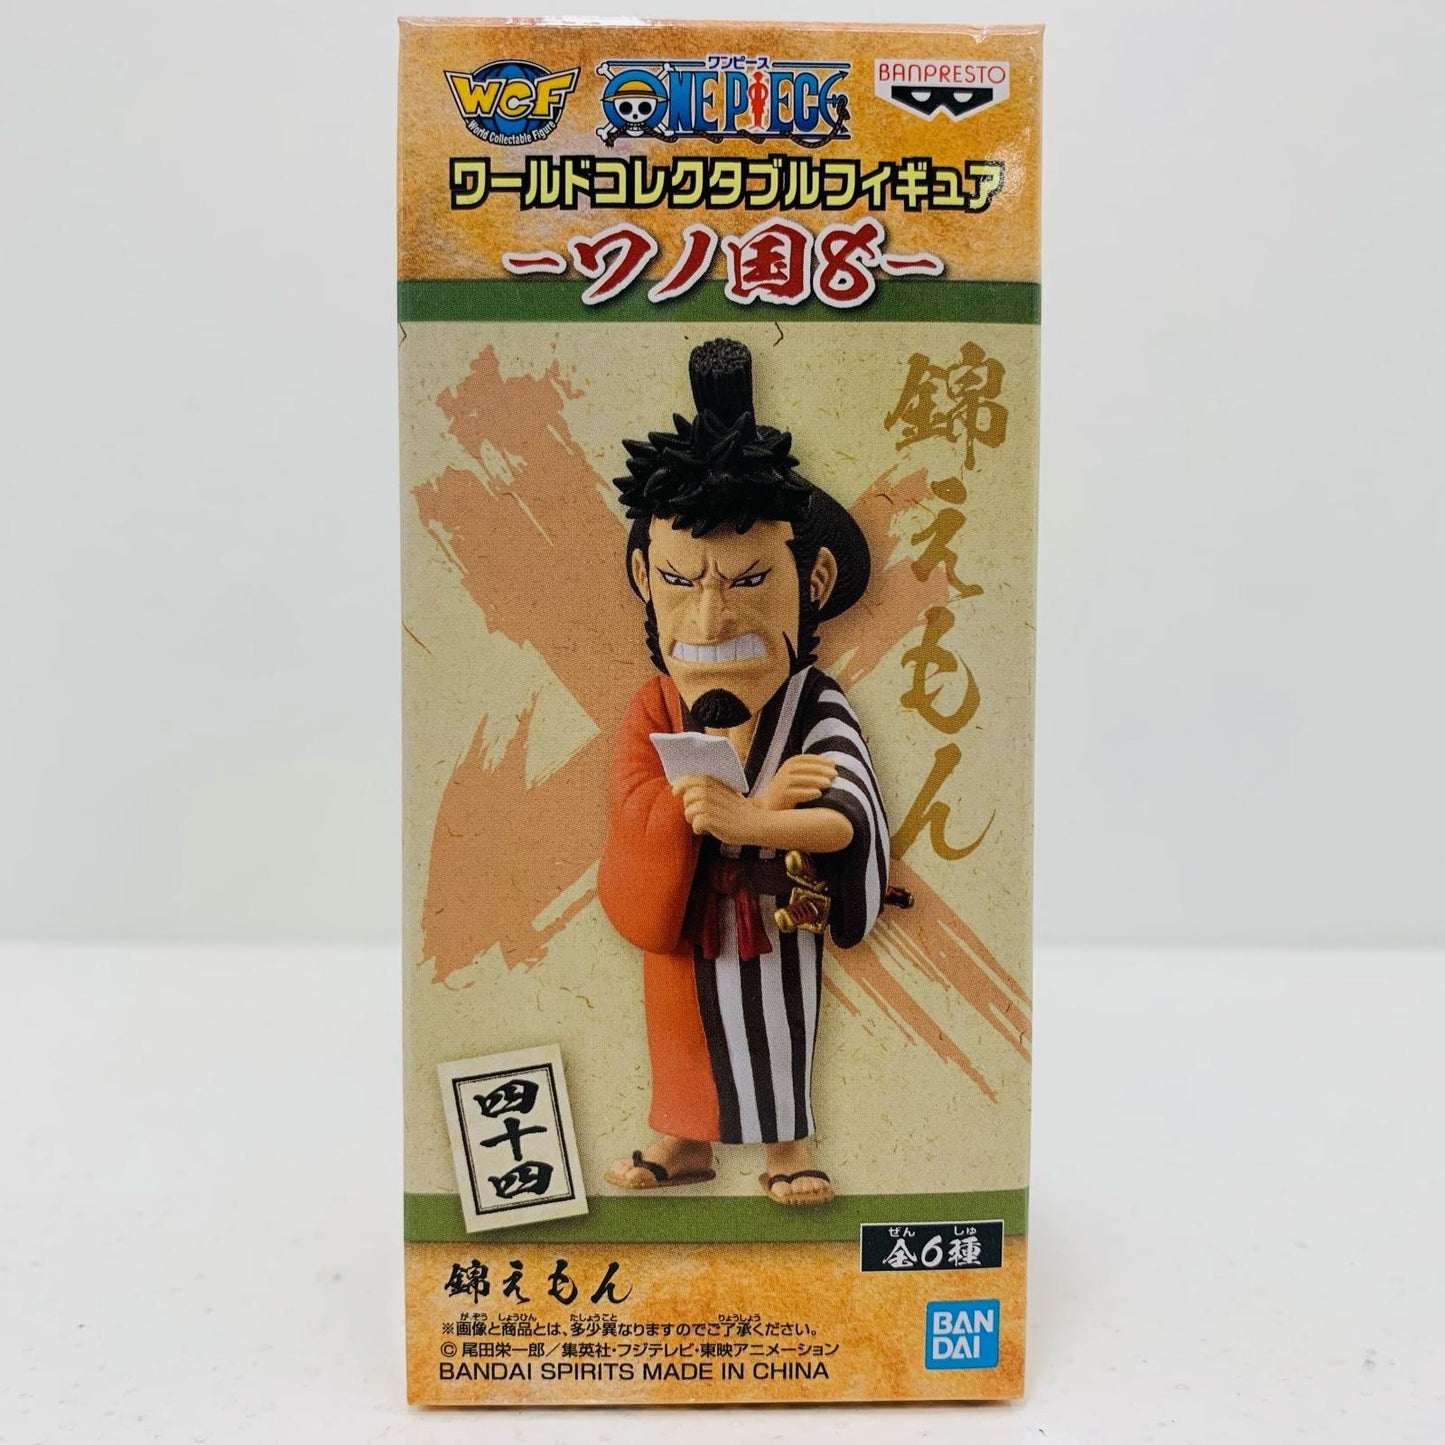 WCF
World Collectable Figure
ワンピース
ONE PIECE
BANPRESTO
ワールドコレクタブルフィギュア
-ワノ国8-
錦えもん
四十四
ぜん しゅ
全6種
錦えもん
がぞう しょうひん たしょうこと りょうしょう
※画像と商品とは、多少異なりますのでご了承ください。
© 尾田栄一郎/集英社・フジテレビ・東映アニメーション
BANDAI SPIRITS MADE IN CHINA
BAN
DAI